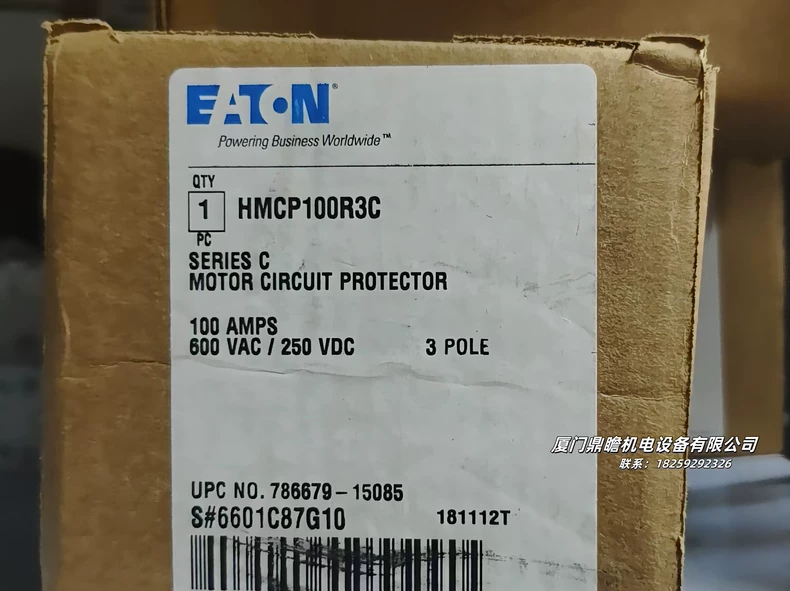 EATON®
Powering Business Worldwide™
QTY
1 HMCP100R3C
PC
SERIES C
MOTOR CIRCUIT PROTECTOR
100 AMPS
600 VAC / 250 VDC 3 POLE
厦门鼎瞻机电设备有限公司
联系：18259292326
UPC NO. 786679-15085
S#6601C87G10 181112T